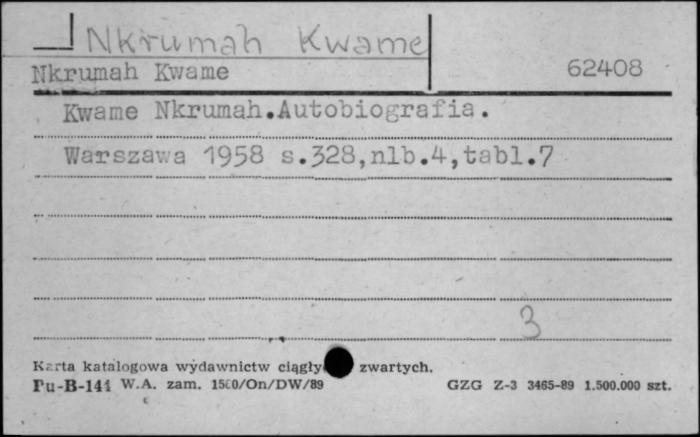 Nkrumah Kwame
Nkrumah Kwame 62408
Kwame Nkrumah.Autobiografia.
Warszawa 1958 s.328,nlb.4,tabl.7
3
Karta katalogowa wydawnictw ciągły zwartych.
Pu-B-144 W.A. zam. 1500/On/DW/89 GZG Z-3 3465-89 1.500.000 szt.